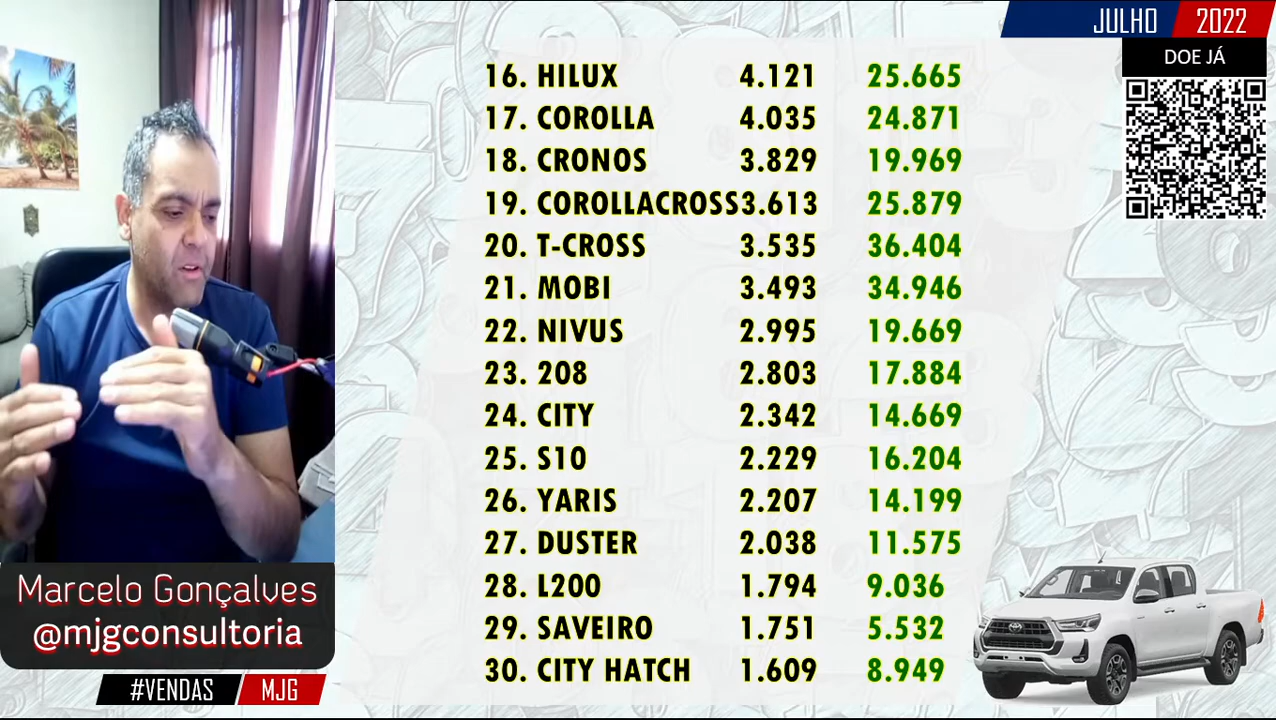 JULHO 2022
DOE JÁ
16. HILUX 4.121 25.665
17. COROLLA 4.035 24.871
18. CRONOS 3.829 19.969
19. COROLLACROSS 3.613 25.879
20. T-CROSS 3.535 36.404
21. MOBI 3.493 34.946
22. NIVUS 2.995 19.669
23. 208 2.803 17.884
24. CITY 2.342 14.669
25. S10 2.229 16.204
26. YARIS 2.207 14.199
27. DUSTER 2.038 11.575
28. L200 1.794 9.036
29. SAVEIRO 1.751 5.532
30. CITY HATCH 1.609 8.949
Marcelo Gonçalves
@mjgconsultoria
#VENDAS MJG